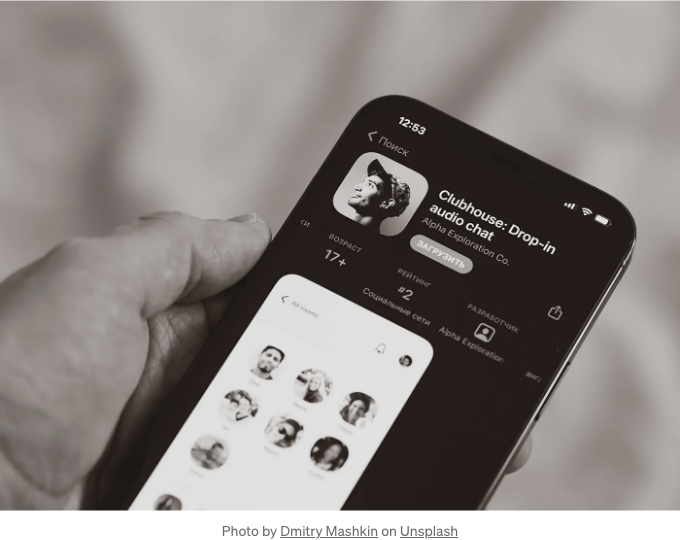 12:53
Поиск
Clubhouse: Drop-in
audio chat
Alpha Exploration Co.
ЗАГРУЗИТЬ
ВОЗРАСТ
17+
РЕЙТИНГ
#2
Социальные сети
РАЗРАБОТЧИК
Alpha Exploration
All rooms
Photo by Dmitry Mashkin on Unsplash